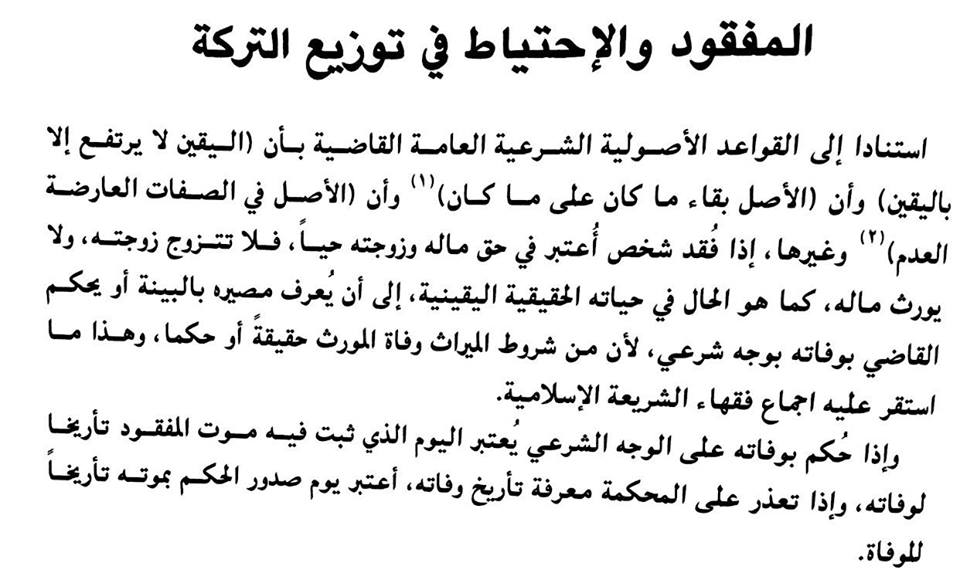 المفقود والإحتياط في توزيع التركة
استنادا إلى القواعد الأصولية الشرعية العامة القاضية بأن (اليقين لا يرتفع إلا
باليقين) وأن (الأصل بقاء ما كان على ما كان)(١) وأن (الأصل في الصفات العارضة
العدم)(٢) وغيرها، إذا فُقد شخص أُعتبر في حق ماله وزوجته حياً، فلا تتزوج زوجته، ولا
يورث ماله، كما هو الحال في حياته الحقيقية اليقينية، إلى أن يُعرف مصيره بالبينة أو يحكم
القاضي بوفاته بوجه شرعي، لأن من شروط الميراث وفاة المورث حقيقةً أو حكما، وهذا ما
استقر عليه اجماع فقهاء الشريعة الإسلامية.
وإذا حُكم بوفاته على الوجه الشرعي يُعتبر اليوم الذي ثبت فيه موت المفقود تأريخا
لوفاته، وإذا تعذر على المحكمة معرفة تأريخ وفاته، أعتبر يوم صدور الحكم بموته تأريخاً
للوفاة.